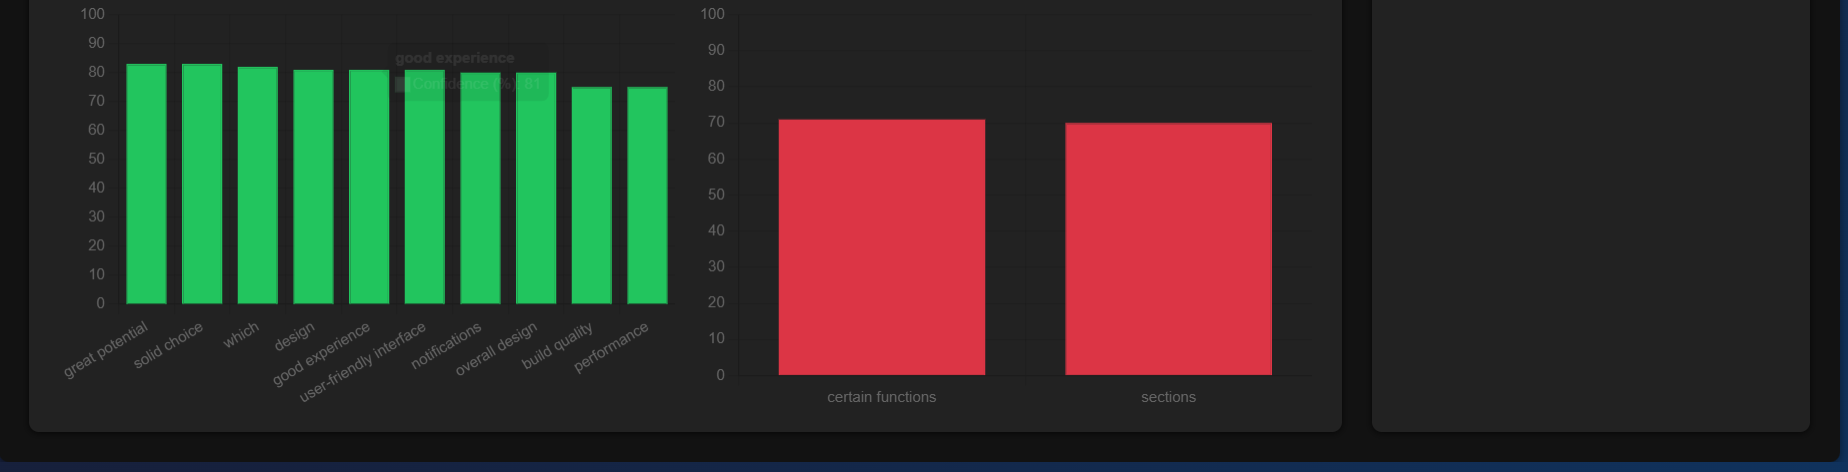 100
90
80
70
60
50
40
30
20
10
0
good experience
Confidence (%): 81
great potential
solid choice
which
design
good experience
user-friendly interface
notifications
overall design
build quality
performance
100
90
80
70
60
50
40
30
20
10
0
certain functions
sections